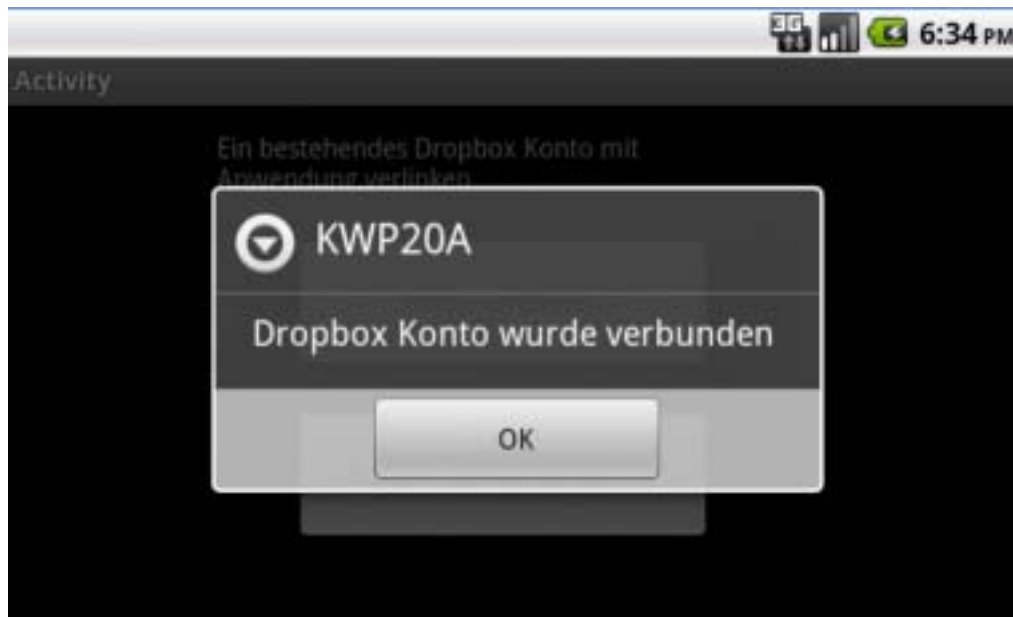 6:34 PM
Activity
Ein bestehendes Dropbox Konto mit
Anwendung verlinken
KWP20A
Dropbox Konto wurde verbunden
OK